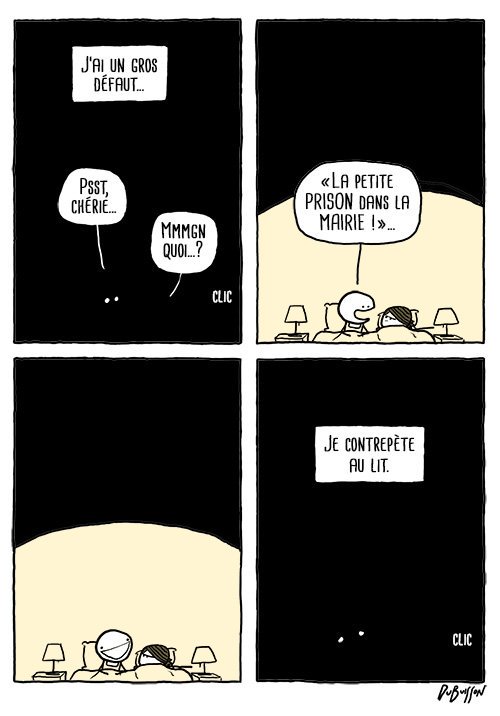 J'AI UN GROS
DÉFAUT...
PSST,
CHÉRIE...
MMMGN
QUOI...?
CLIC
«LA PETITE
PRISON DANS LA
MAIRIE !»...
JE CONTREPÈTE
AU LIT.
CLIC
DUBUISSON